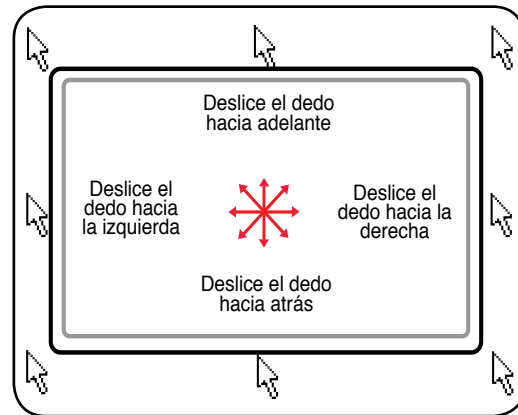 Deslice el dedo
hacia adelante
Deslice el
dedo hacia
la izquierda
Deslice el
dedo hacia la
derecha
Deslice el dedo
hacia atrás